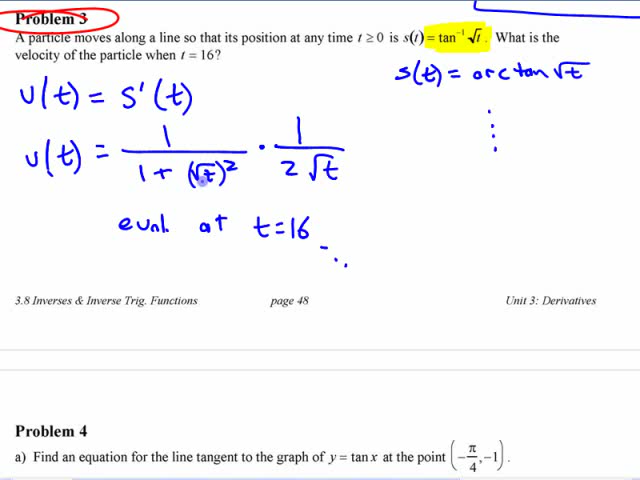 Problem 3
A particle moves along a line so that its position at any time t ≥ 0 is s(t) = tan⁻¹ √t . What is the
velocity of the particle when t = 16?
s(t) = arctan √t
v(t) = s'(t)
v(t) = 1/(1 + (√t)²) · 1/(2√t)
eval. at t = 16
3.8 Inverses & Inverse Trig. Functions page 48 Unit 3: Derivatives
Problem 4
a) Find an equation for the line tangent to the graph of y = tan x at the point (−π/4, −1) .